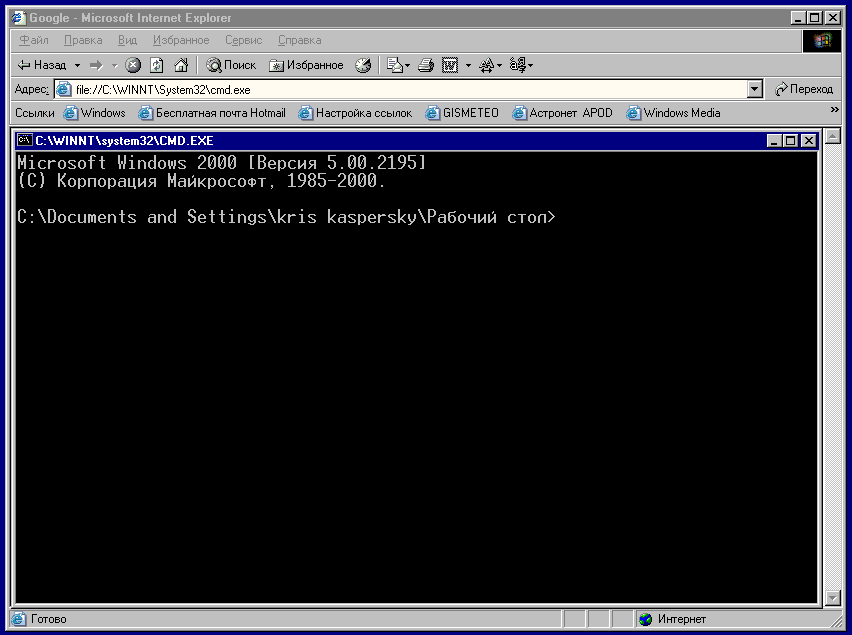 Google - Microsoft Internet Explorer
Файл Правка Вид Избранное Сервис Справка
Назад Поиск Избранное
Адрес: file://C:\WINNT\System32\cmd.exe Переход
Ссылки Windows Бесплатная почта Hotmail Настройка ссылок GISMETEO Астронет APOD Windows Media »
C:\WINNT\system32\CMD.EXE
Microsoft Windows 2000 [Версия 5.00.2195]
(С) Корпорация Майкрософт, 1985-2000.
C:\Documents and Settings\kris kaspersky\Рабочий стол>
Готово Интернет